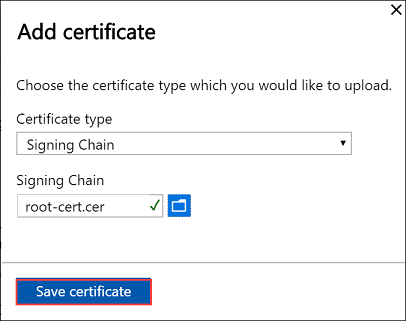 Add certificate
Choose the certificate type which you would like to upload.
Certificate type
Signing Chain
Signing Chain
root-cert.cer
Save certificate